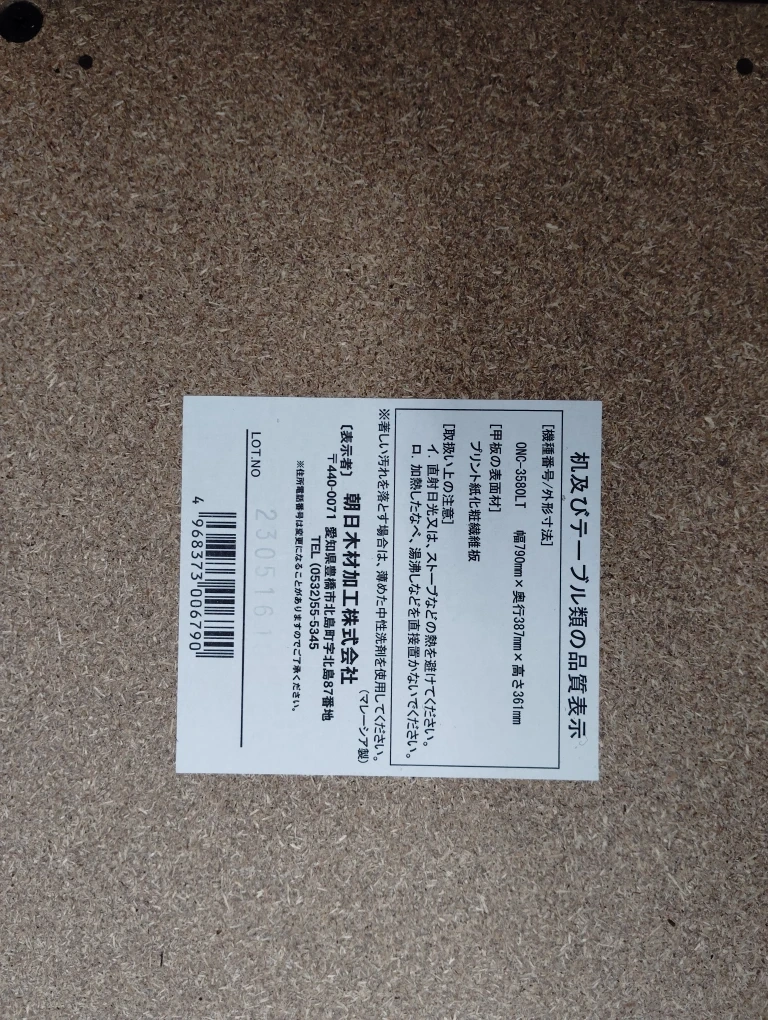 机及びテーブル類の品質表示
[機種番号/外形寸法]
ONC-3580LT 幅790mm×奥行387mm×高さ361mm
[甲板の表面材]
プリント紙化粧繊維板
[取扱い上の注意]
イ. 直射日光又は、ストーブなどの熱を避けてください。
ロ. 加熱したなべ、湯沸しなどを直接置かないでください。
※著しい汚れを落とす場合は、薄めた中性洗剤を使用してください。
(マレーシア製)
〔表示者〕 朝日木材加工株式会社
〒440-0071 愛知県豊橋市北島町字北島87番地
TEL (0532)55-5345
※住所電話番号は変更になることがありますのでご了承ください。
LOT.NO 2305161
4 968373 006790